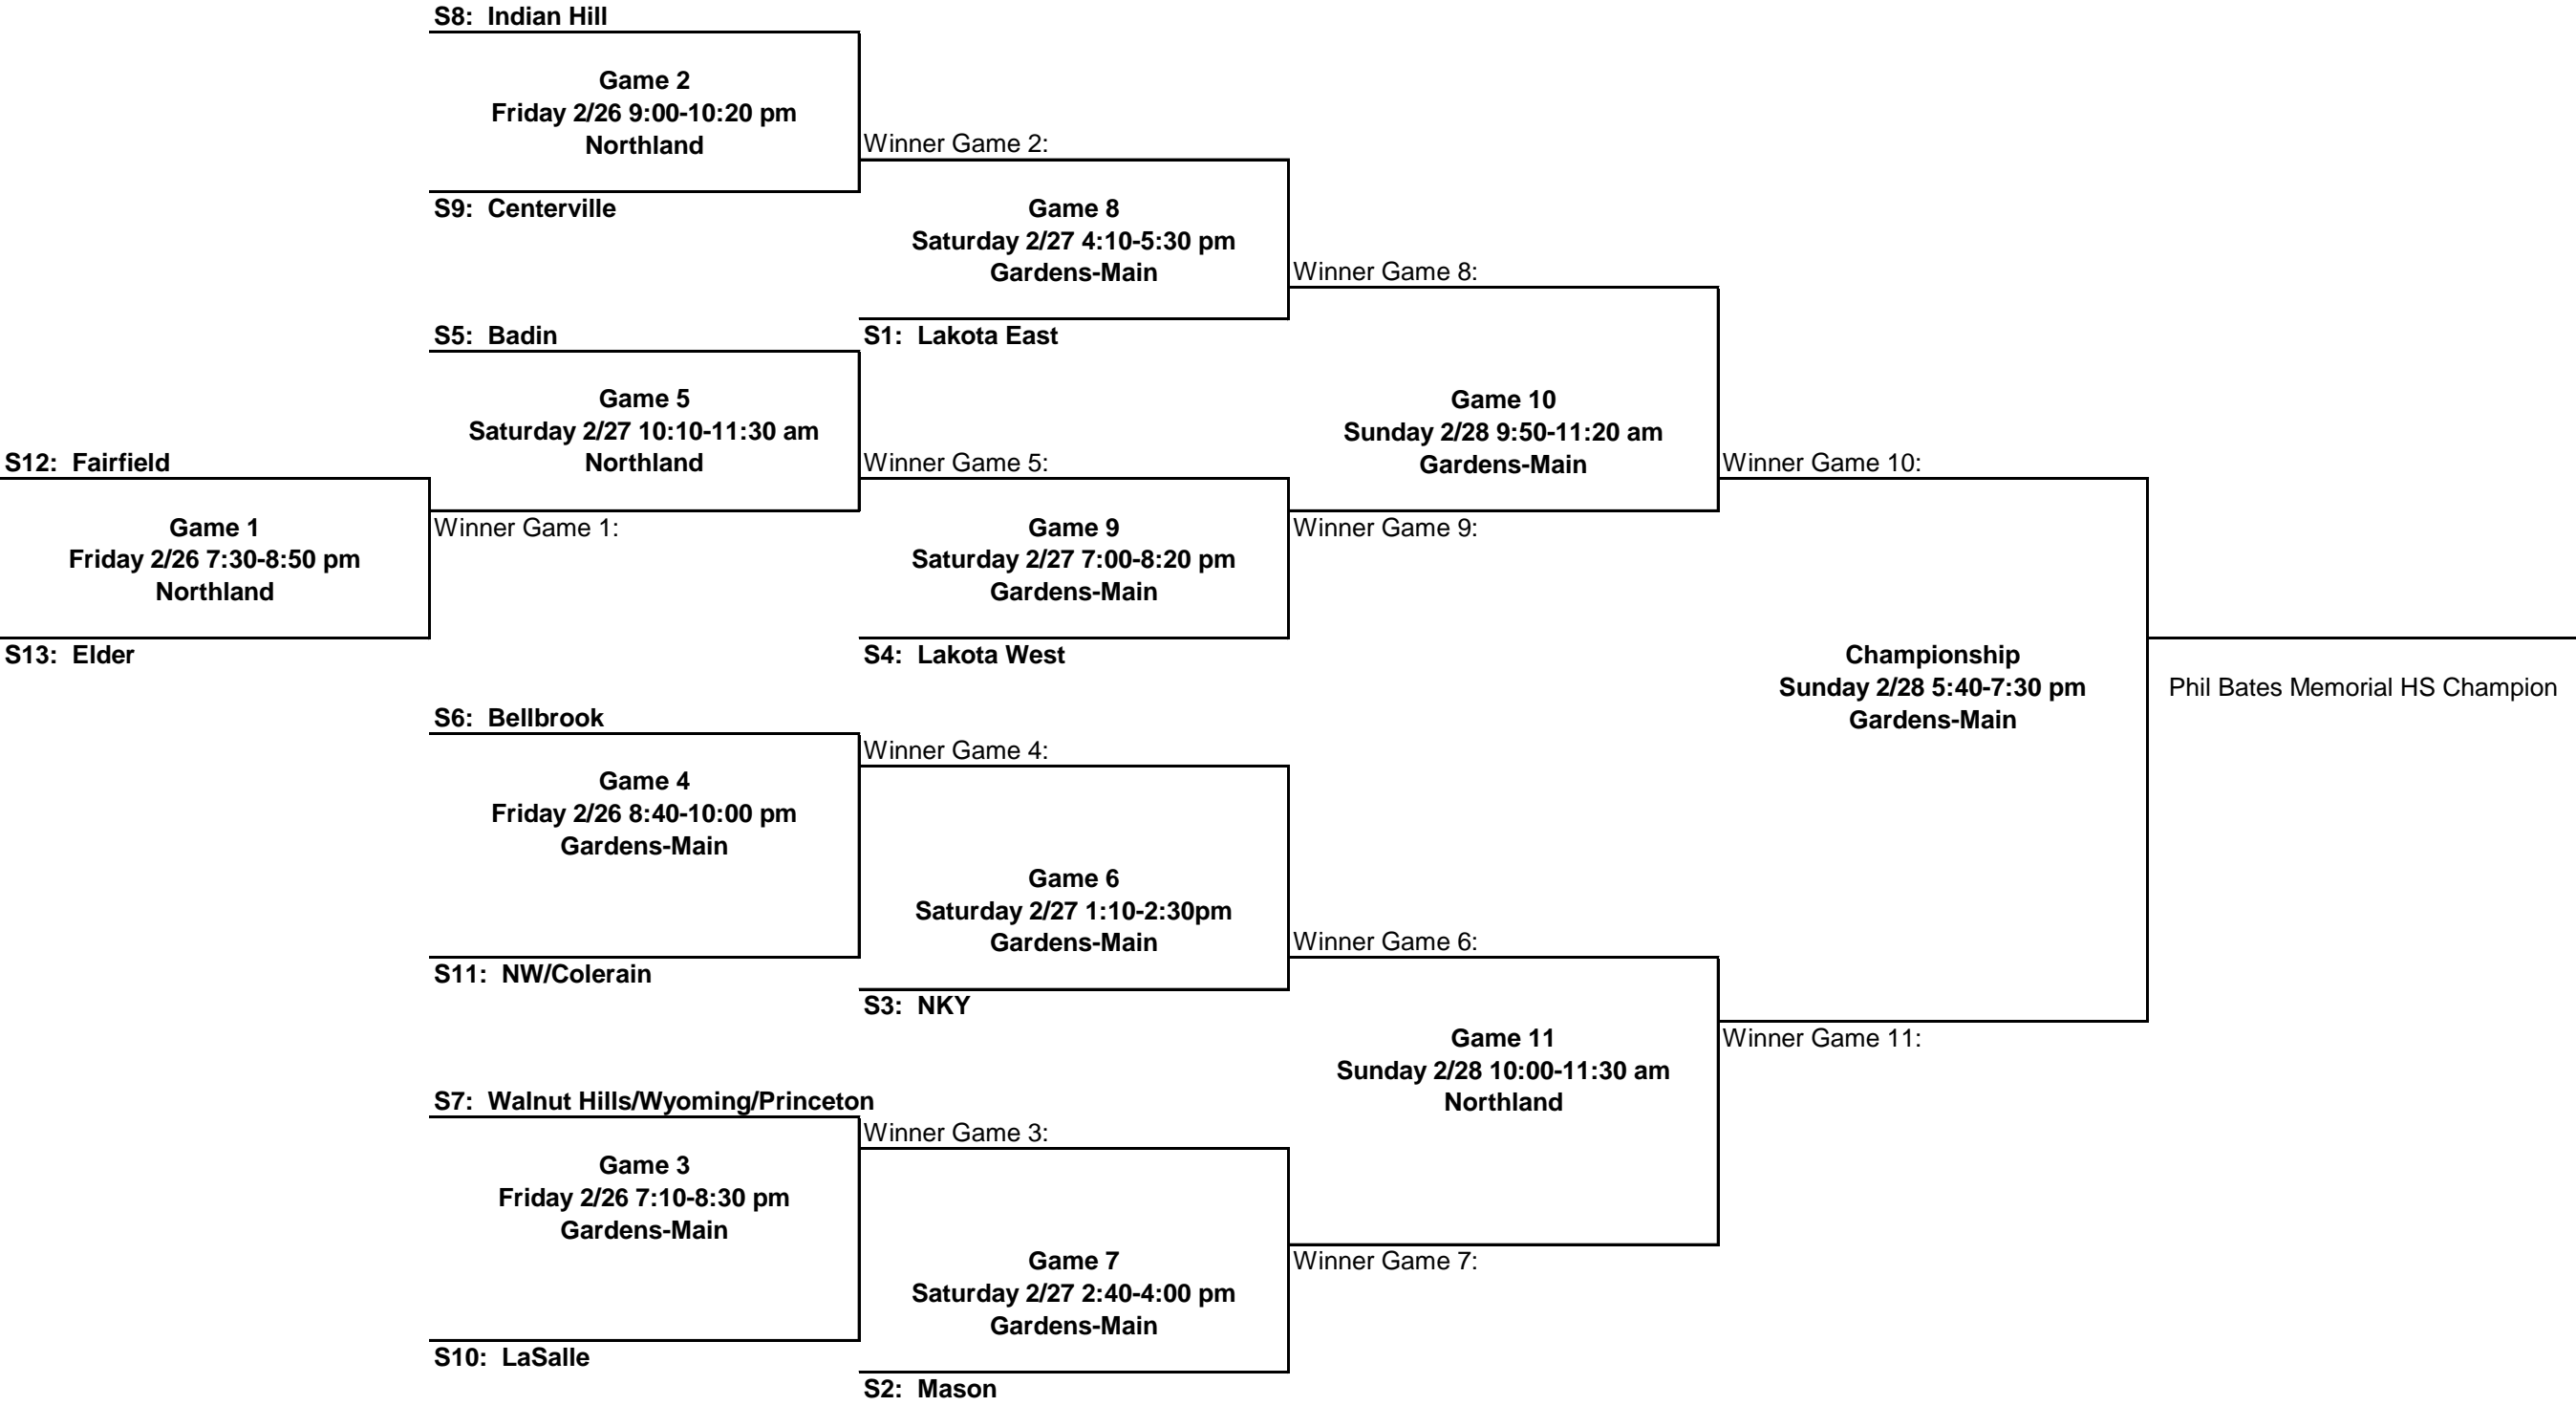 S8: Indian Hill
Game 2
Friday 2/26 9:00-10:20 pm
Northland
Winner Game 2:
S9: Centerville
Game 8
Saturday 2/27 4:10-5:30 pm
Gardens-Main
Winner Game 8:
S5: Badin
S1: Lakota East
Game 5
Saturday 2/27 10:10-11:30 am
Northland
Game 10
Sunday 2/28 9:50-11:20 am
Gardens-Main
S12: Fairfield
Winner Game 5:
Winner Game 10:
Game 1
Friday 2/26 7:30-8:50 pm
Northland
Winner Game 1:
Game 9
Saturday 2/27 7:00-8:20 pm
Gardens-Main
Winner Game 9:
S13: Elder
S4: Lakota West
Championship
Sunday 2/28 5:40-7:30 pm
Gardens-Main
Phil Bates Memorial HS Champion
S6: Bellbrook
Winner Game 4:
Game 4
Friday 2/26 8:40-10:00 pm
Gardens-Main
Game 6
Saturday 2/27 1:10-2:30pm
Gardens-Main
Winner Game 6:
S11: NW/Colerain
S3: NKY
Game 11
Sunday 2/28 10:00-11:30 am
Northland
Winner Game 11:
S7: Walnut Hills/Wyoming/Princeton
Winner Game 3:
Game 3
Friday 2/26 7:10-8:30 pm
Gardens-Main
Game 7
Saturday 2/27 2:40-4:00 pm
Gardens-Main
Winner Game 7:
S10: LaSalle
S2: Mason